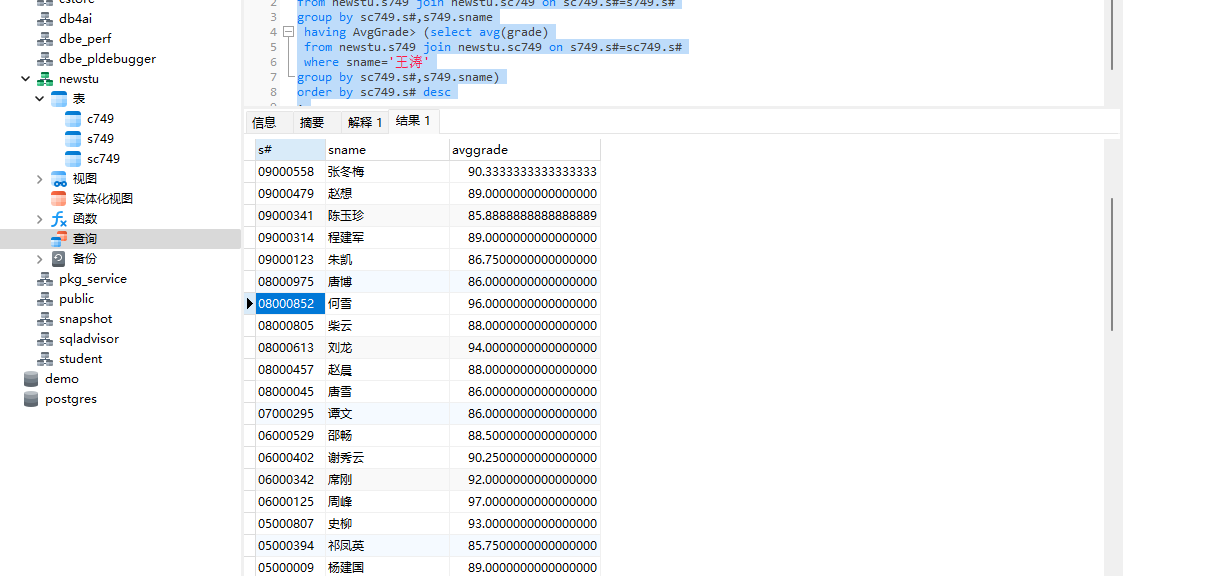 cstore
db4ai
dbe_perf
dbe_pldebugger
newstu
表
c749
s749
sc749
视图
实体化视图
函数
查询
备份
pkg_service
public
snapshot
sqladvisor
student
demo
postgres
2 from newstu.s749 join newstu.sc749 on sc749.s#=s749.s#
3 group by sc749.s#,s749.sname
4 having AvgGrade> (select avg(grade)
5 from newstu.s749 join newstu.sc749 on s749.s#=sc749.s#
6 where sname='王涛'
7 group by sc749.s#,s749.sname)
8 order by sc749.s# desc
9 ;
信息 摘要 解释 1 结果 1
s# sname avggrade
09000558 张冬梅 90.3333333333333333
09000479 赵想 89.0000000000000000
09000341 陈玉珍 85.8888888888888889
09000314 程建军 89.0000000000000000
09000123 朱凯 86.7500000000000000
08000975 唐博 86.0000000000000000
08000852 何雪 96.0000000000000000
08000805 柴云 88.0000000000000000
08000613 刘龙 94.0000000000000000
08000457 赵晨 88.0000000000000000
08000045 唐雪 86.0000000000000000
07000295 谭文 86.0000000000000000
06000529 邵畅 88.5000000000000000
06000402 谢秀云 90.2500000000000000
06000342 席刚 92.0000000000000000
06000125 周峰 97.0000000000000000
05000807 史柳 93.0000000000000000
05000394 祁凤英 85.7500000000000000
05000009 杨建国 89.0000000000000000